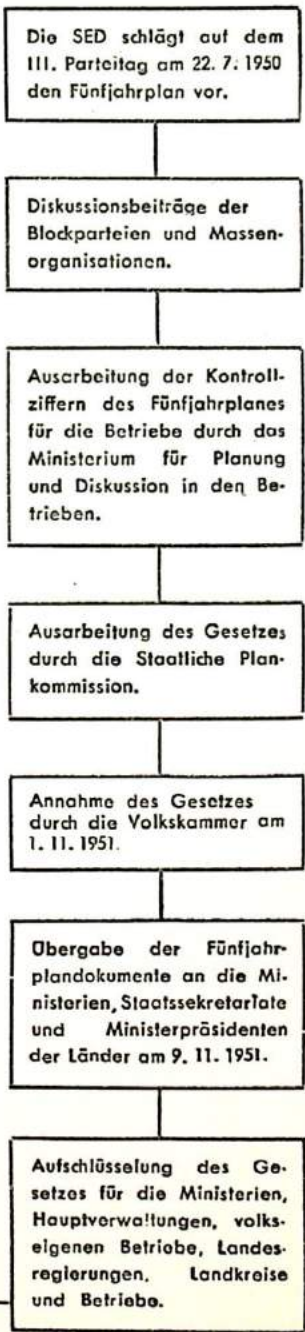 Die SED schlägt auf dem
III. Parteitag am 22. 7. 1950
den Fünfjahrplan vor.
Diskussionsbeiträge der
Blockparteien und Massen-
organisationen.
Ausarbeitung der Kontroll-
ziffern des Fünfjahrplanes
für die Betriebe durch das
Ministerium für Planung
und Diskussion in den Be-
trieben.
Ausarbeitung des Gesetzes
durch die Staatliche Plan-
kommission.
Annahme des Gesetzes
durch die Volkskammer am
1. 11. 1951.
Übergabe der Fünfjahr-
plandokumente an die Mi-
nisterien, Staatssekretariate
und Ministerpräsidenten
der Länder am 9. 11. 1951.
Aufschlüsselung des Ge-
setzes für die Ministerien,
Hauptverwaltungen, volks-
eigenen Betriebe, Landes-
regierungen, Landkreise
und Betriebe.